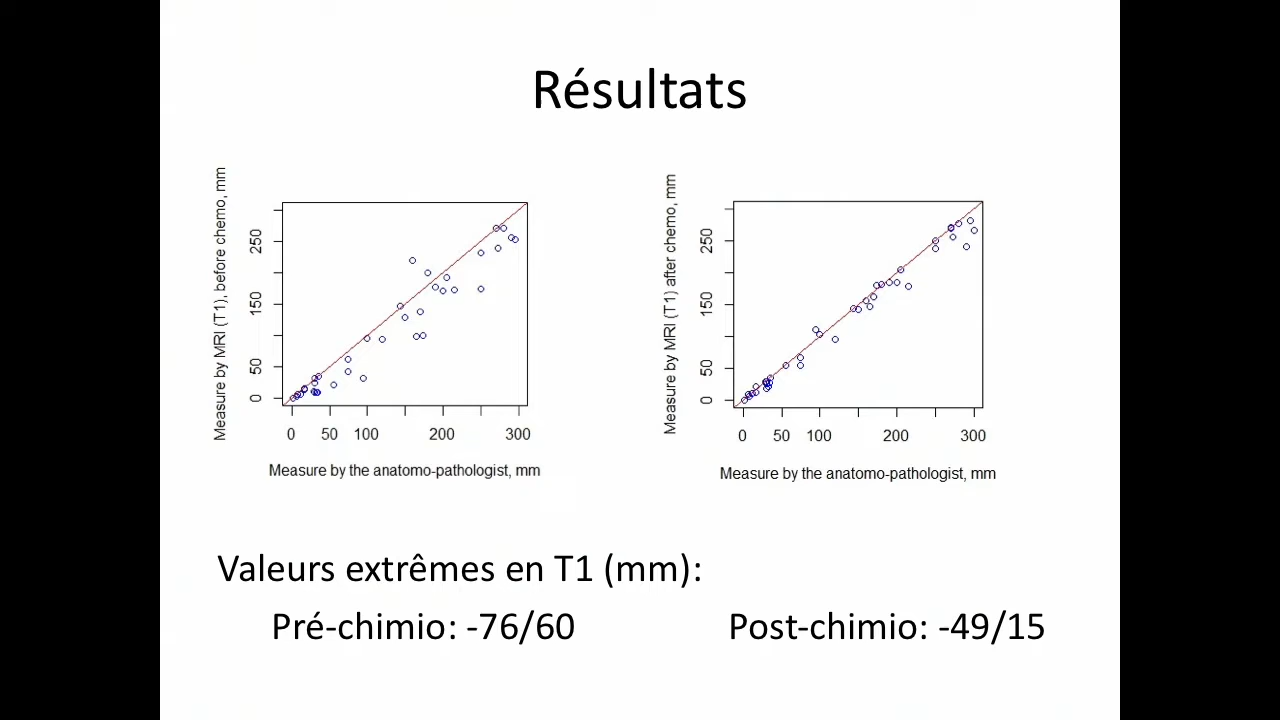 Résultats
Measure by MRI (T1), before chemo, mm
250
150
50
0
0 50 100 200 300
Measure by the anatomo-pathologist, mm
Measure by MRI (T1) after chemo, mm
250
150
50
0
0 50 100 200 300
Measure by the anatomo-pathologist, mm
Valeurs extrêmes en T1 (mm):
Pré-chimio: -76/60
Post-chimio: -49/15